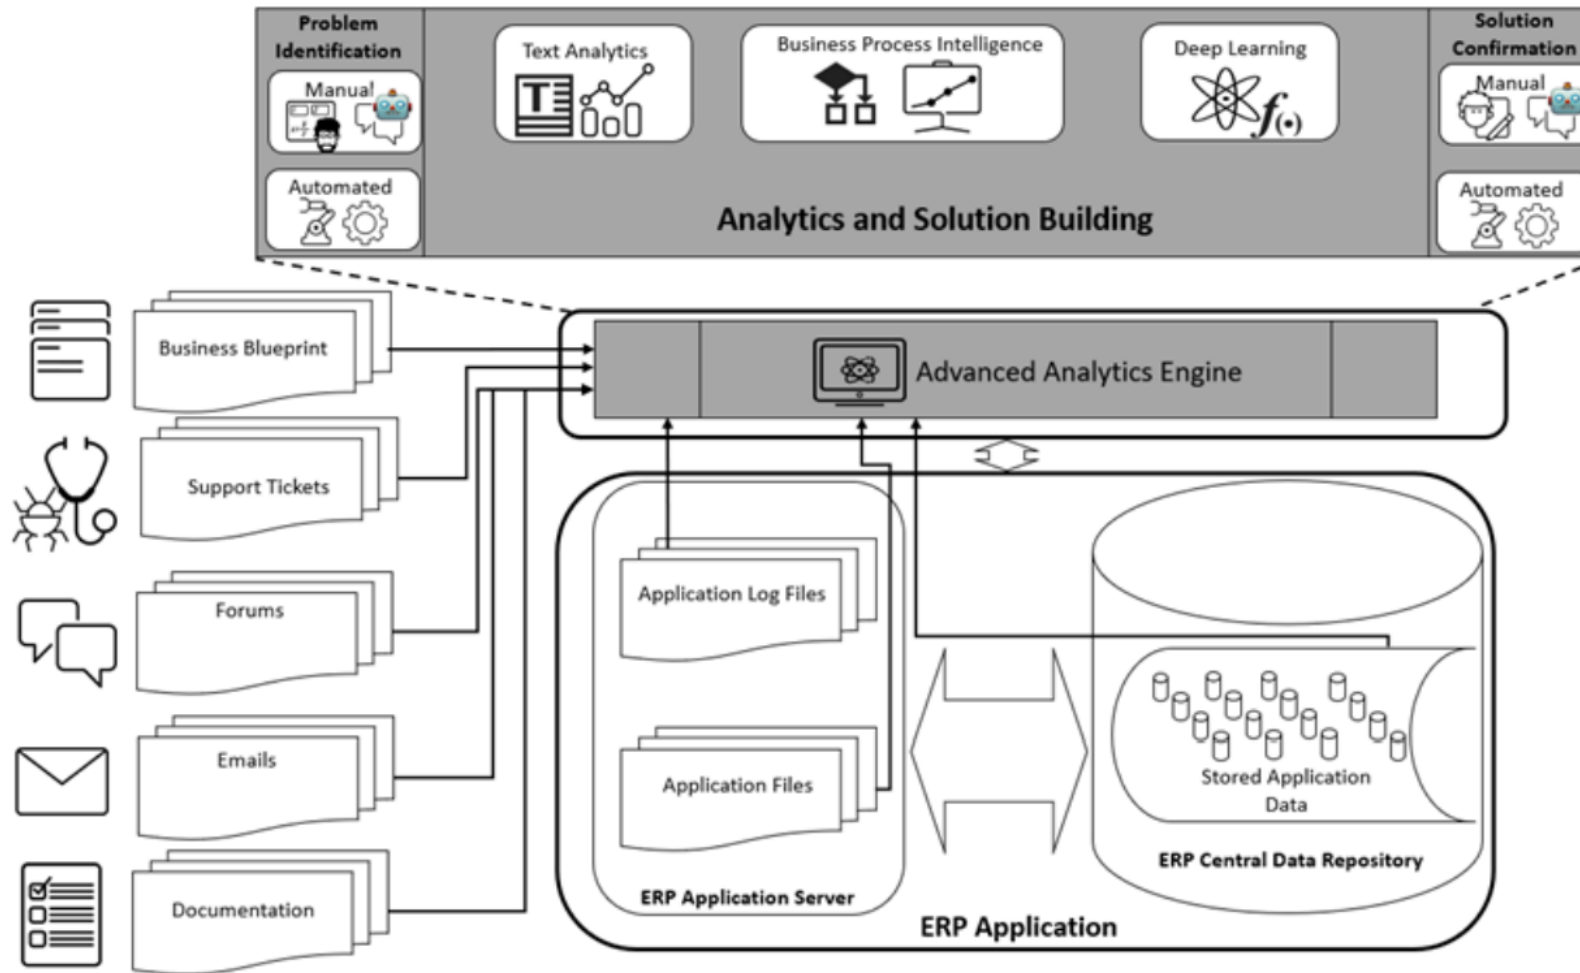 Problem
Identification
Manual
Automated
Text Analytics
T
Business Process Intelligence
Deep Learning
f(•)
Analytics and Solution Building
Solution
Confirmation
Manual
Automated
Business Blueprint
Support Tickets
Forums
Emails
Documentation
Advanced Analytics Engine
Application Log Files
Application Files
ERP Application Server
Stored Application
Data
ERP Central Data Repository
ERP Application